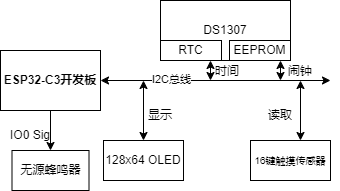 DS1307
RTC
EEPROM
时间
闹钟
ESP32-C3开发板
I2C总线
IO0 Sig
显示
读取
无源蜂鸣器
128x64 OLED
16键触摸传感器